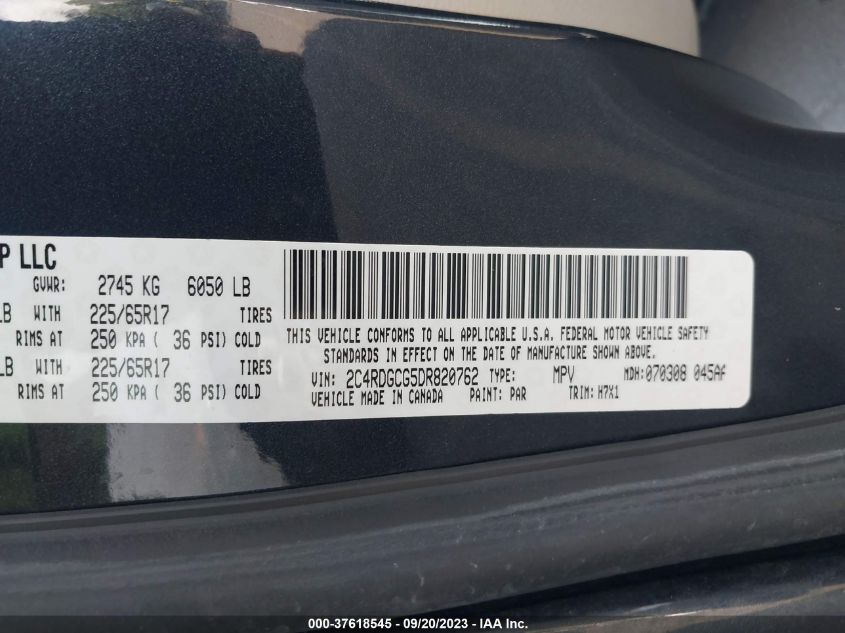 P LLC
GVWR: 2745 KG 6050 LB
LB WITH 225/65R17 TIRES
RIMS AT 250 KPA ( 36 PSI) COLD
LB WITH 225/65R17 TIRES
RIMS AT 250 KPA ( 36 PSI) COLD
THIS VEHICLE CONFORMS TO ALL APPLICABLE U.S.A. FEDERAL MOTOR VEHICLE SAFETY
STANDARDS IN EFFECT ON THE DATE OF MANUFACTURE SHOWN ABOVE.
VIN: 2C4RDGCG5DR820762 TYPE: MPV MDH:070308 045AA
VEHICLE MADE IN CANADA PAINT: PAR TRIM: H7X1
000-37618545 - 09/20/2023 - IAA Inc.